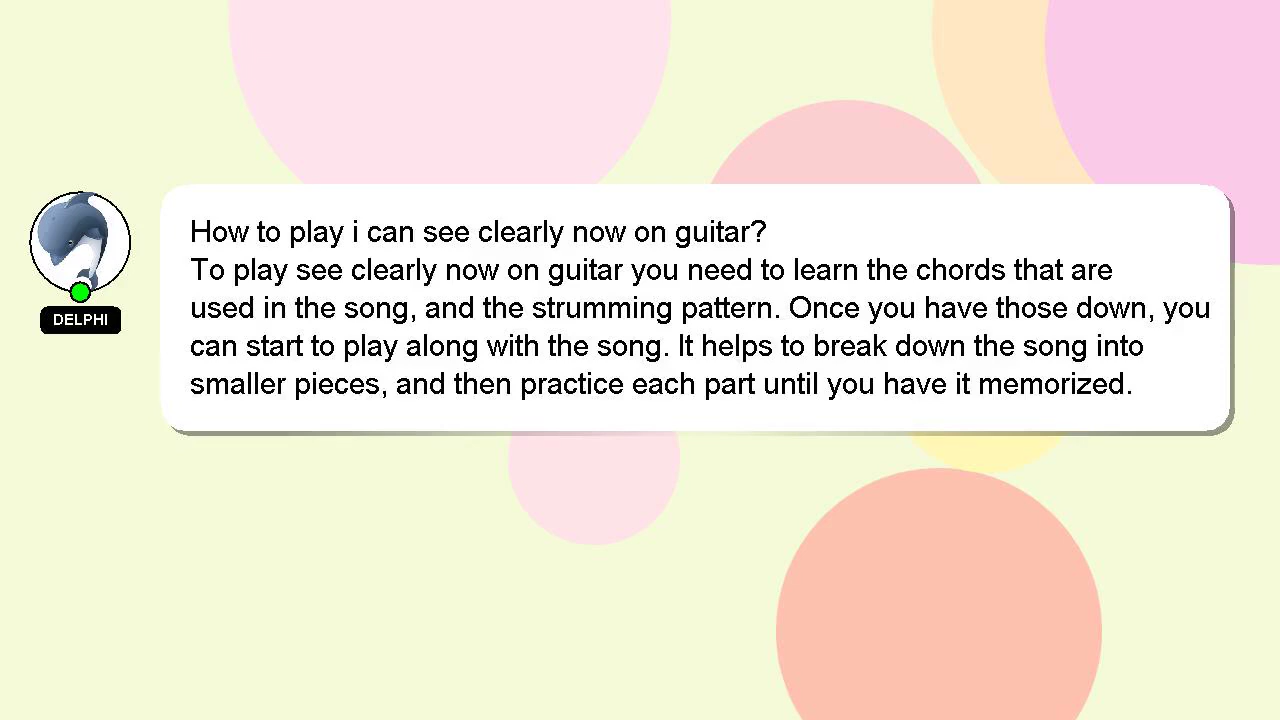 DELPHI
How to play i can see clearly now on guitar?
To play see clearly now on guitar you need to learn the chords that are
used in the song, and the strumming pattern. Once you have those down, you
can start to play along with the song. It helps to break down the song into
smaller pieces, and then practice each part until you have it memorized.